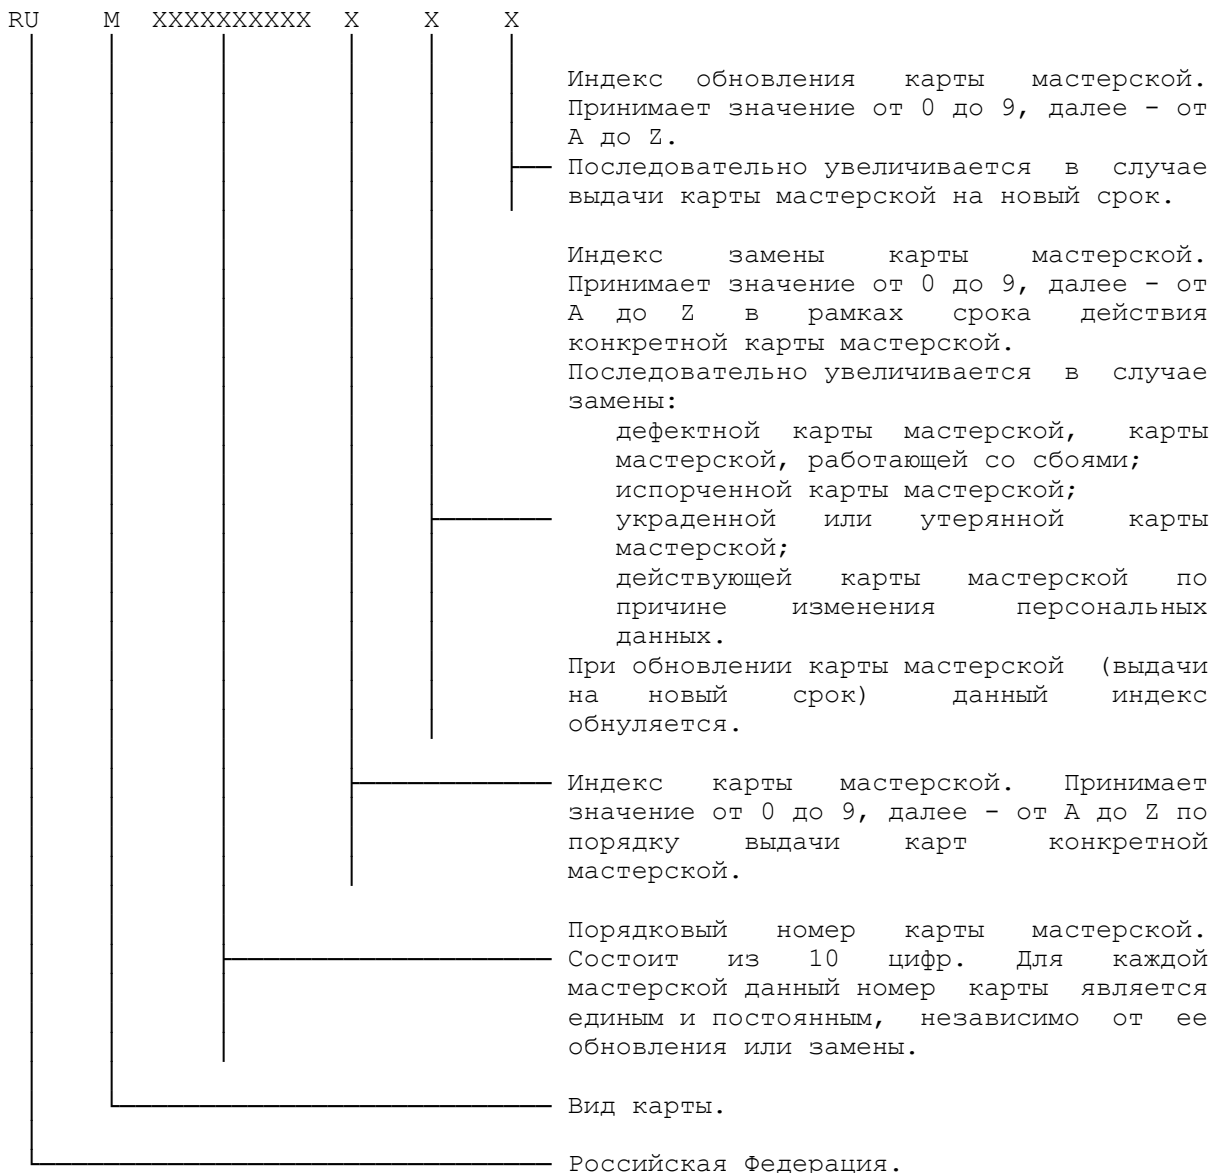 RU M XXXXXXXXXX X X X
Индекс обновления карты мастерской.
Принимает значение от 0 до 9, далее - от
A до Z.
Последовательно увеличивается в случае
выдачи карты мастерской на новый срок.
Индекс замены карты мастерской.
Принимает значение от 0 до 9, далее - от
A до Z в рамках срока действия
конкретной карты мастерской.
Последовательно увеличивается в случае
замены:
дефектной карты мастерской, карты
мастерской, работающей со сбоями;
испорченной карты мастерской;
украденной или утерянной карты
мастерской;
действующей карты мастерской по
причине изменения персональных
данных.
При обновлении карты мастерской (выдачи
на новый срок) данный индекс
обнуляется.
Индекс карты мастерской. Принимает
значение от 0 до 9, далее - от A до Z по
порядку выдачи карт конкретной
мастерской.
Порядковый номер карты мастерской.
Состоит из 10 цифр. Для каждой
мастерской данный номер карты является
единым и постоянным, независимо от ее
обновления или замены.
Вид карты.
Российская Федерация.